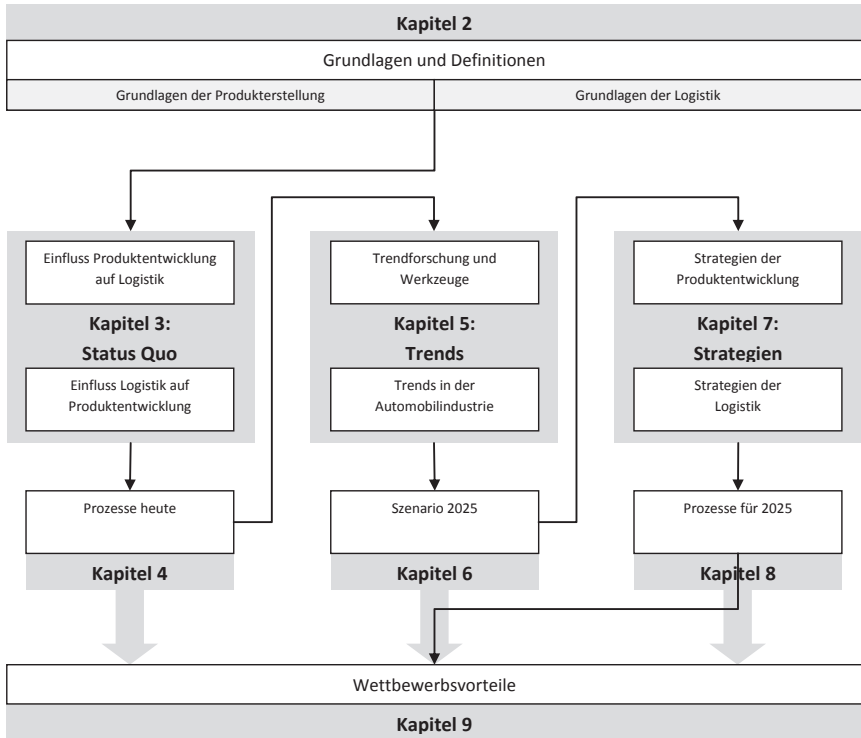 Kapitel 2
Grundlagen und Definitionen
Grundlagen der Produkterstellung
Grundlagen der Logistik
Einfluss Produktentwicklung
auf Logistik
Kapitel 3:
Status Quo
Einfluss Logistik auf
Produktentwicklung
Prozesse heute
Kapitel 4
Trendforschung und
Werkzeuge
Kapitel 5:
Trends
Trends in der
Automobilindustrie
Szenario 2025
Kapitel 6
Strategien der
Produktentwicklung
Kapitel 7:
Strategien
Strategien der
Logistik
Prozesse für 2025
Kapitel 8
Wettbewerbsvorteile
Kapitel 9